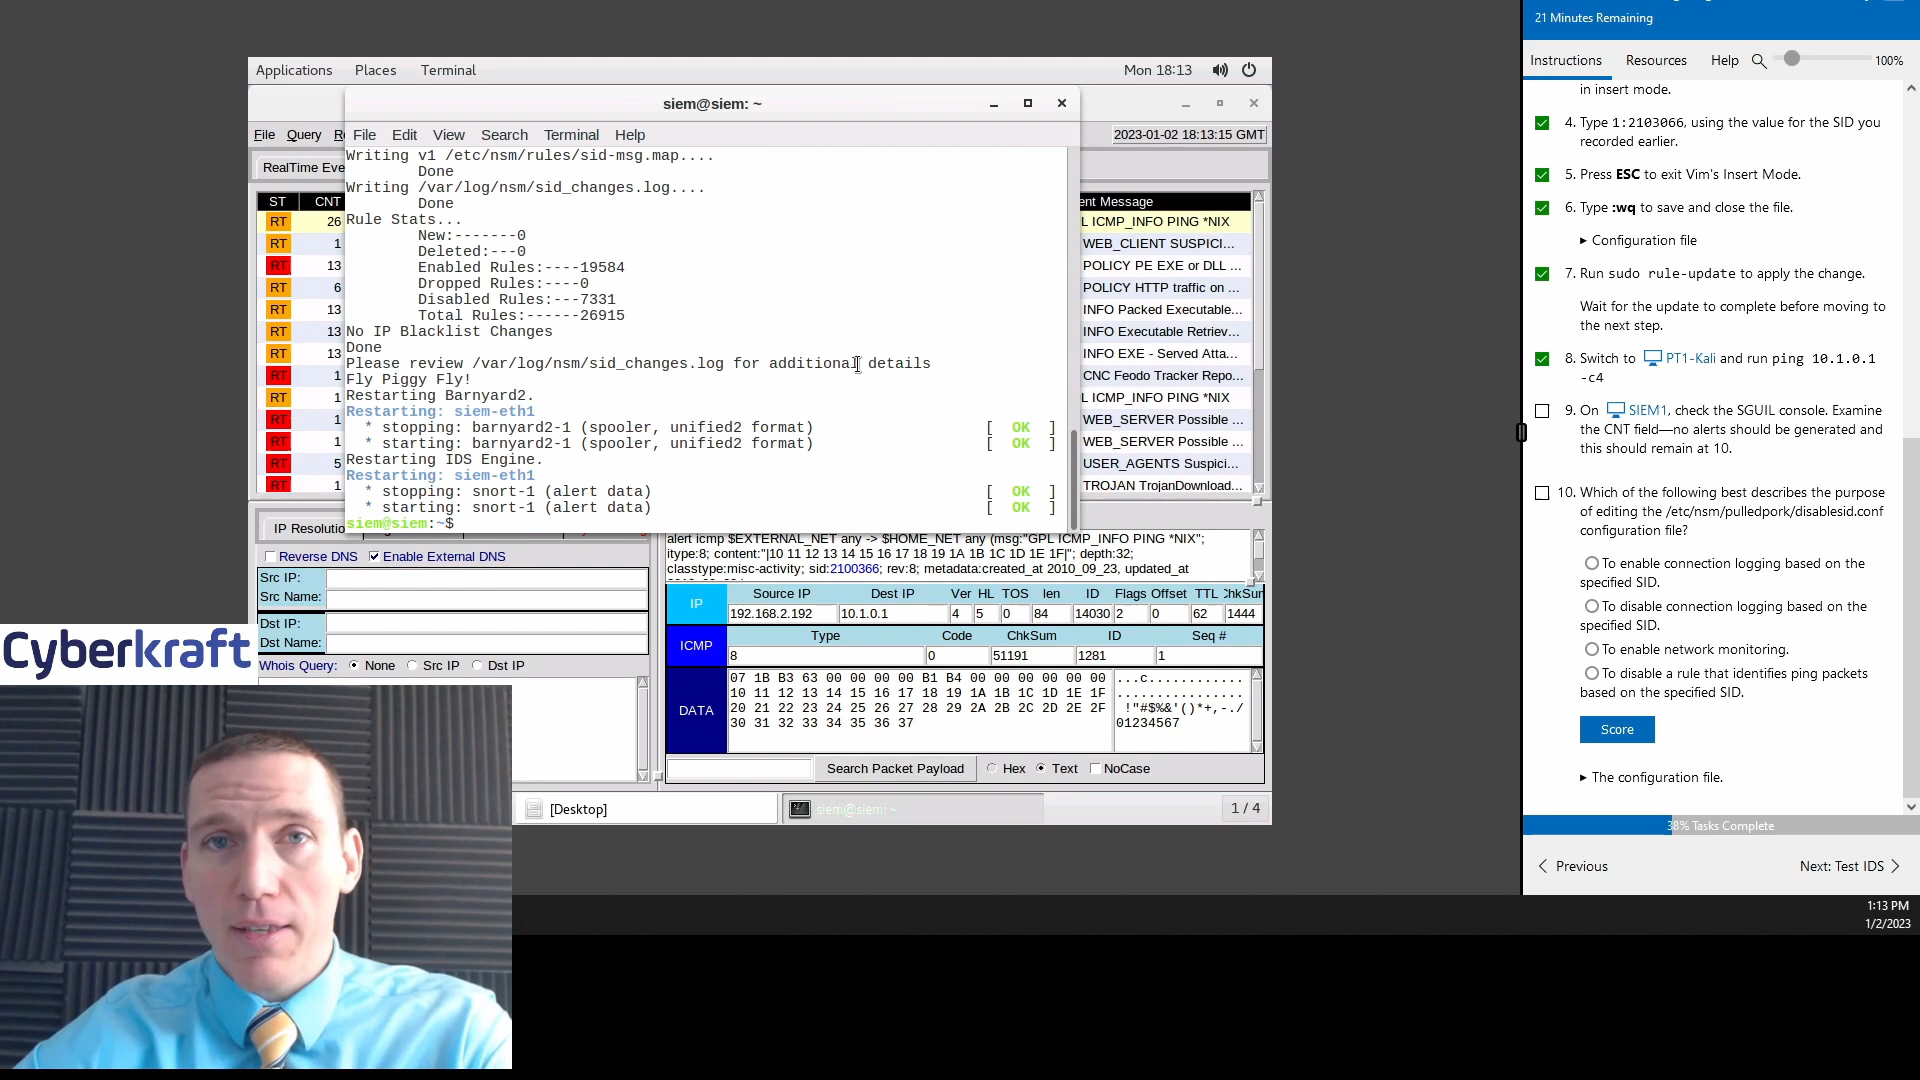 21 Minutes Remaining
Instructions Resources Help 100%
in insert mode.
4. Type 1:2103066, using the value for the SID you
recorded earlier.
5. Press ESC to exit Vim's Insert Mode.
6. Type :wq to save and close the file.
▸ Configuration file
7. Run sudo rule-update to apply the change.
Wait for the update to complete before moving to
the next step.
8. Switch to PT1-Kali and run ping 10.1.0.1
-c4
9. On SIEM1, check the SGUIL console. Examine
the CNT field—no alerts should be generated and
this should remain at 10.
10. Which of the following best describes the purpose
of editing the /etc/nsm/pulledpork/disablesid.conf
configuration file?
To enable connection logging based on the
specified SID.
To disable connection logging based on the
specified SID.
To enable network monitoring.
To disable a rule that identifies ping packets
based on the specified SID.
Score
▸ The configuration file.
38% Tasks Complete
Previous Next: Test IDS
1:13 PM
1/2/2023
Applications Places Terminal Mon 18:13
siem@siem: ~
File Edit View Search Terminal Help
File Query 2023-01-02 18:13:15 GMT
RealTime Eve
ST CNT ent Message
RT 26 L ICMP_INFO PING *NIX
RT 1 WEB_CLIENT SUSPICI...
RT 13 POLICY PE EXE or DLL ...
RT 6 POLICY HTTP traffic on ...
RT 13 INFO Packed Executable...
RT 13 INFO Executable Retriev...
RT 13 INFO EXE - Served Atta...
RT 1 CNC Feodo Tracker Repo...
RT 1 L ICMP_INFO PING *NIX
RT 1 WEB_SERVER Possible ...
RT 1 WEB_SERVER Possible ...
RT 5 USER_AGENTS Suspici...
RT 1 TROJAN TrojanDownload...
Writing v1 /etc/nsm/rules/sid-msg.map....
Done
Writing /var/log/nsm/sid_changes.log....
Done
Rule Stats...
New:-------0
Deleted:---0
Enabled Rules:----19584
Dropped Rules:----0
Disabled Rules:---7331
Total Rules:------26915
No IP Blacklist Changes
Done
Please review /var/log/nsm/sid_changes.log for additional details
Fly Piggy Fly!
Restarting Barnyard2.
Restarting: siem-eth1
* stopping: barnyard2-1 (spooler, unified2 format) [ OK ]
* starting: barnyard2-1 (spooler, unified2 format) [ OK ]
Restarting IDS Engine.
Restarting: siem-eth1
* stopping: snort-1 (alert data) [ OK ]
* starting: snort-1 (alert data) [ OK ]
siem@siem:~$
IP Resolutio
Reverse DNS Enable External DNS
Src IP:
Src Name:
Dst IP:
Dst Name:
Whois Query: None Src IP Dst IP
alert icmp $EXTERNAL_NET any -> $HOME_NET any (msg:"GPL ICMP_INFO PING *NIX";
itype:8; content:"|10 11 12 13 14 15 16 17 18 19 1A 1B 1C 1D 1E 1F|"; depth:32;
classtype:misc-activity; sid:2100366; rev:8; metadata:created_at 2010_09_23, updated_at
IP Source IP Dest IP Ver HL TOS len ID Flags Offset TTL ChkSum
192.168.2.192 10.1.0.1 4 5 0 84 14030 2 0 62 1444
ICMP Type Code ChkSum ID Seq #
8 0 51191 1281 1
DATA
07 1B B3 63 00 00 00 00 B1 B4 00 00 00 00 00 00 ...c............
10 11 12 13 14 15 16 17 18 19 1A 1B 1C 1D 1E 1F ................
20 21 22 23 24 25 26 27 28 29 2A 2B 2C 2D 2E 2F !"#$%&'()*+,-./
30 31 32 33 34 35 36 37 01234567
Search Packet Payload Hex Text NoCase
[Desktop] siem@siem: ~ 1 / 4
Cyberkraft